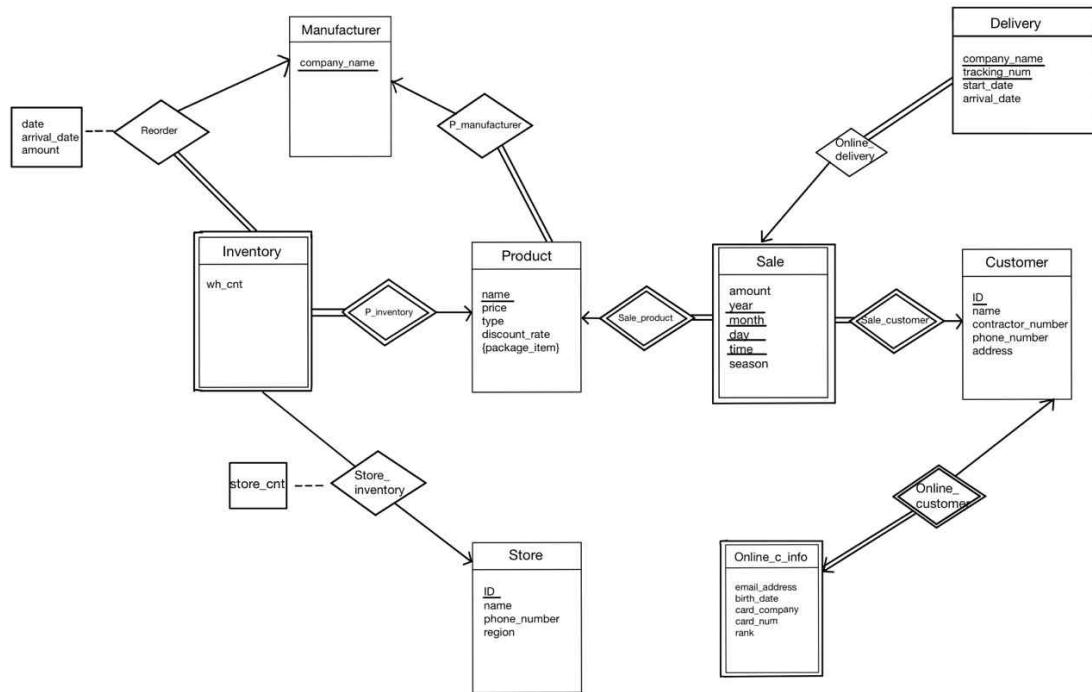 Manufacturer
company_name
Delivery
company_name
tracking_num
start_date
arrival_date
date
arrival_date
amount
Reorder
P_manufacturer
Online_
delivery
Inventory
wh_cnt
P_inventory
Product
name
price
type
discount_rate
{package_item}
Sale_product
Sale
amount
year
month
day
time
season
Sale_customer
Customer
ID
name
contractor_number
phone_number
address
store_cnt
Store_
inventory
Online_
customer
Store
ID
name
phone_number
region
Online_c_info
email_address
birth_date
card_company
card_num
rank